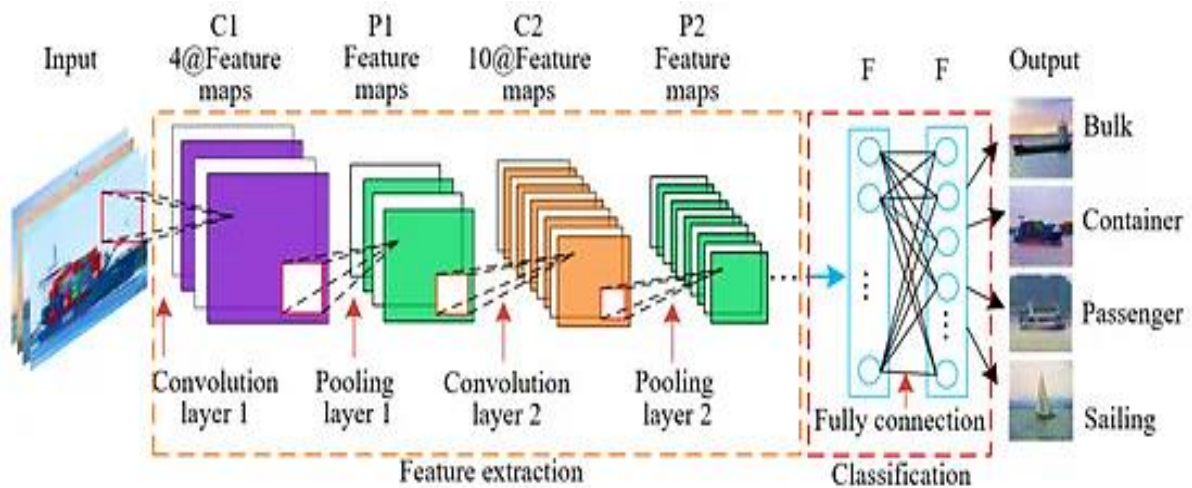 Input
C1
4@Feature
maps
P1
Feature
maps
C2
10@Feature
maps
P2
Feature
maps
F
F
Output
Bulk
Container
Passenger
Sailing
Convolution
layer 1
Pooling
layer 1
Convolution
layer 2
Pooling
layer 2
Fully connection
Feature extraction
Classification